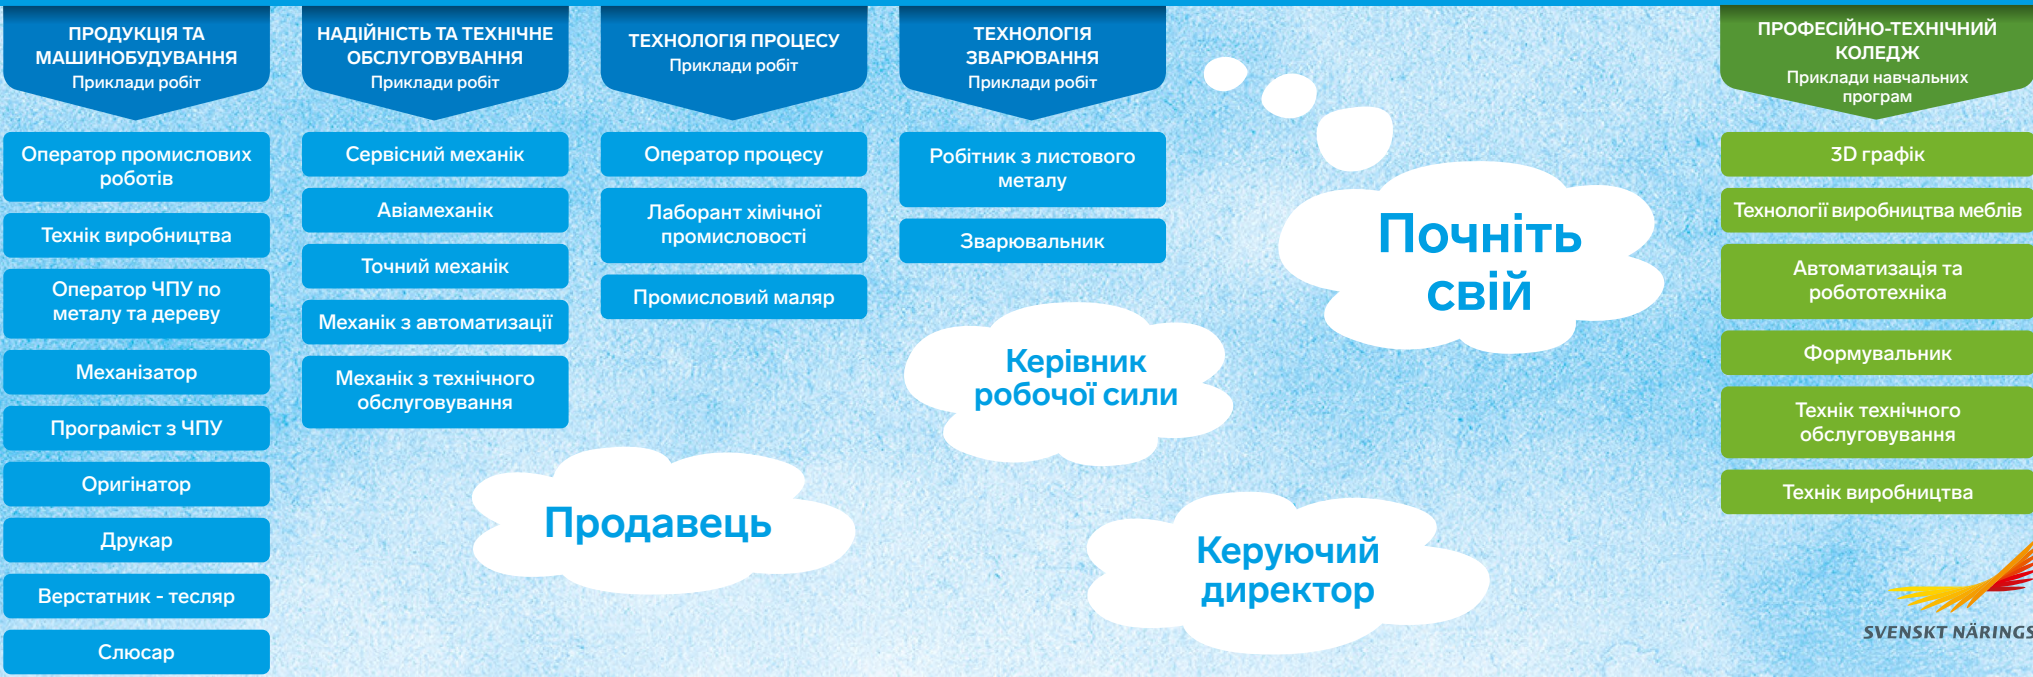 ПРОДУКЦІЯ ТА
МАШИНОБУДУВАННЯ
Приклади робіт
Оператор промислових
роботів
Технік виробництва
Оператор ЧПУ по
металу та дереву
Механізатор
Програміст з ЧПУ
Оригінатор
Друкар
Верстатник - тесляр
Слюсар
НАДІЙНІСТЬ ТА ТЕХНІЧНЕ
ОБСЛУГОВУВАННЯ
Приклади робіт
Сервісний механік
Авіамеханік
Точний механік
Механік з автоматизації
Механік з технічного
обслуговування
ТЕХНОЛОГІЯ ПРОЦЕСУ
Приклади робіт
Оператор процесу
Лаборант хімічної
промисловості
Промисловий маляр
ТЕХНОЛОГІЯ
ЗВАРЮВАННЯ
Приклади робіт
Робітник з листового
металу
Зварювальник
Почніть
свій
Керівник
робочої сили
Продавець
Керуючий
директор
ПРОФЕСІЙНО-ТЕХНІЧНИЙ
КОЛЕДЖ
Приклади навчальних
програм
3D графік
Технології виробництва меблів
Автоматизація та
робототехніка
Формувальник
Технік технічного
обслуговування
Технік виробництва
SVENSKT NÄRINGS